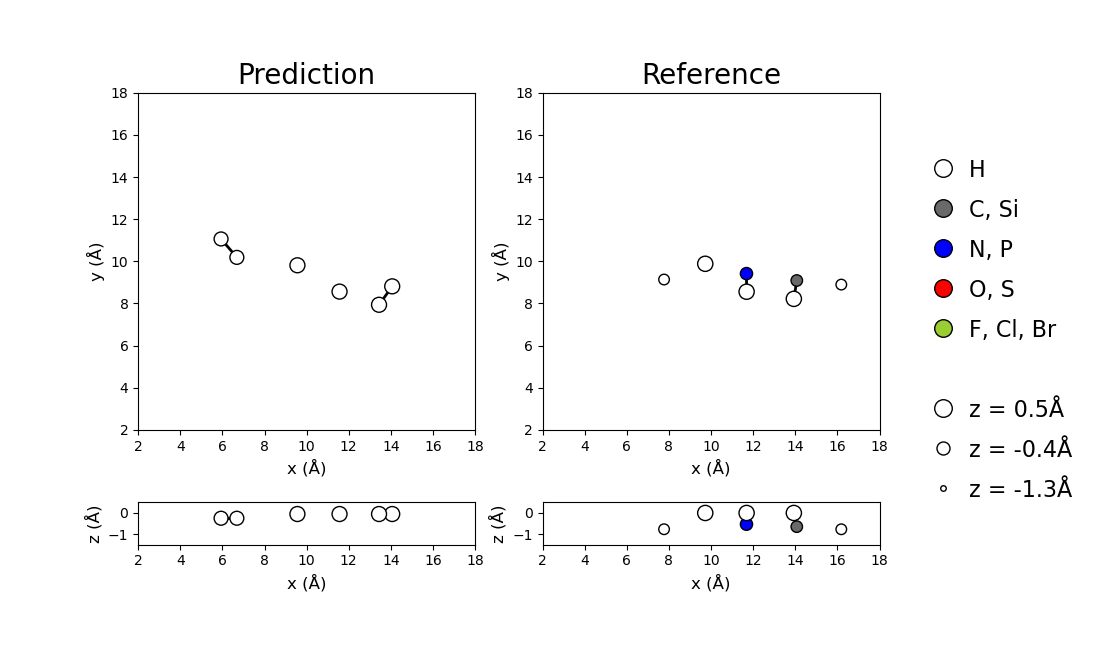 Prediction
Reference
18
16
14
12
10
8
6
4
2
y (Å)
2 4 6 8 10 12 14 16 18
x (Å)
18
16
14
12
10
8
6
4
2
y (Å)
2 4 6 8 10 12 14 16 18
x (Å)
0
−1
z (Å)
2 4 6 8 10 12 14 16 18
x (Å)
0
−1
z (Å)
2 4 6 8 10 12 14 16 18
x (Å)
H
C, Si
N, P
O, S
F, Cl, Br
z = 0.5Å
z = -0.4Å
z = -1.3Å